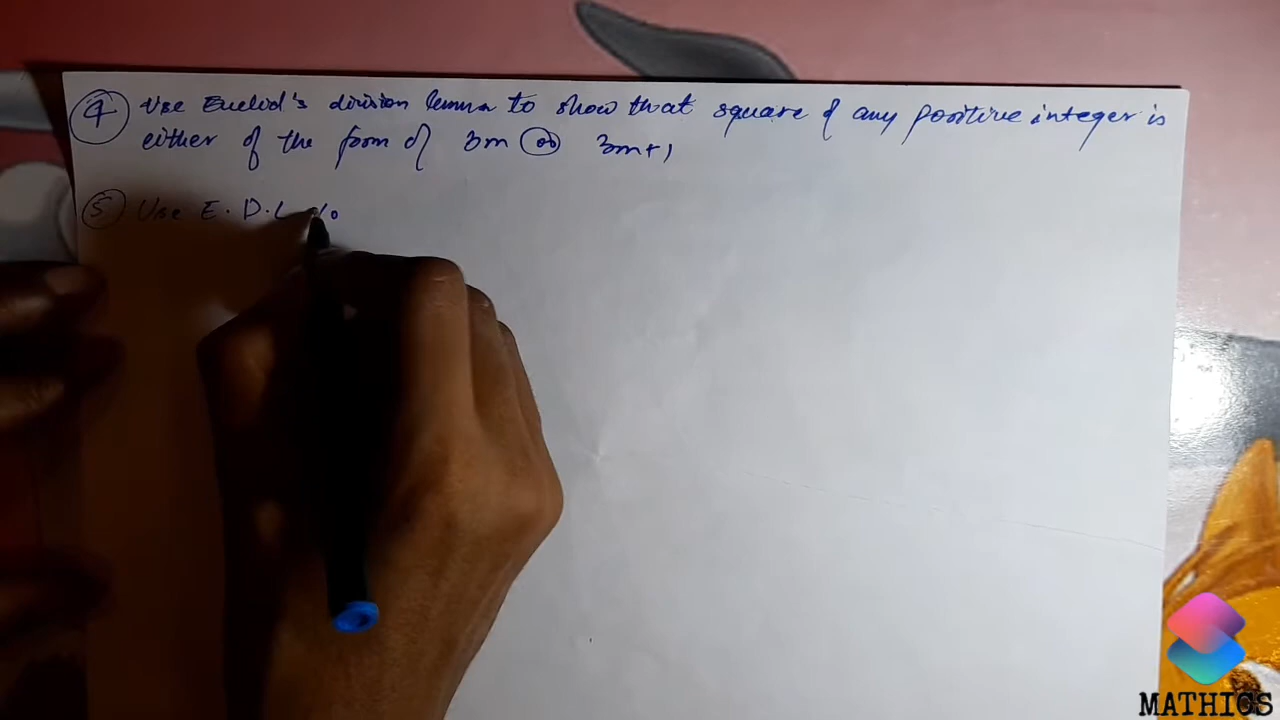 4 Use Euclid's division lemma to show that square of any positive integer is
either of the form of 3m or 3m+1
5 Use E. D. L to
MATHICS